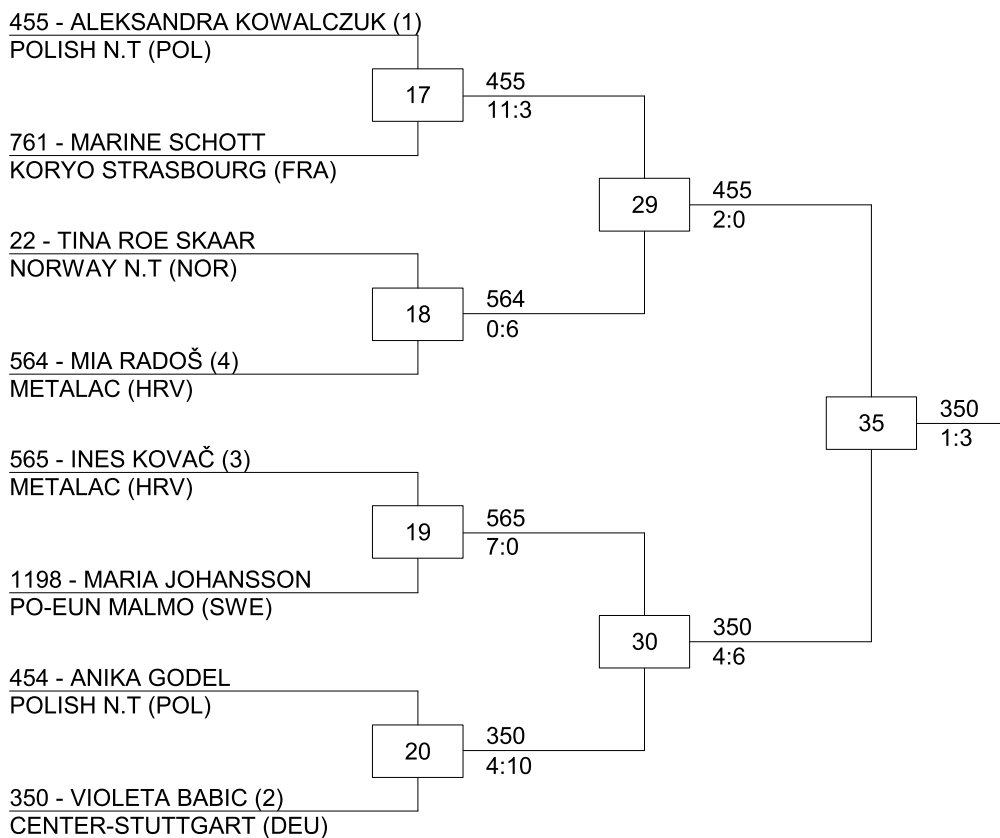 455 - ALEKSANDRA KOWALCZUK (1)
POLISH N.T (POL)
17
455
11:3
761 - MARINE SCHOTT
KORYO STRASBOURG (FRA)
29
455
2:0
22 - TINA ROE SKAAR
NORWAY N.T (NOR)
18
564
0:6
564 - MIA RADOŠ (4)
METALAC (HRV)
35
350
1:3
565 - INES KOVAČ (3)
METALAC (HRV)
19
565
7:0
1198 - MARIA JOHANSSON
PO-EUN MALMO (SWE)
30
350
4:6
454 - ANIKA GODEL
POLISH N.T (POL)
20
350
4:10
350 - VIOLETA BABIC (2)
CENTER-STUTTGART (DEU)